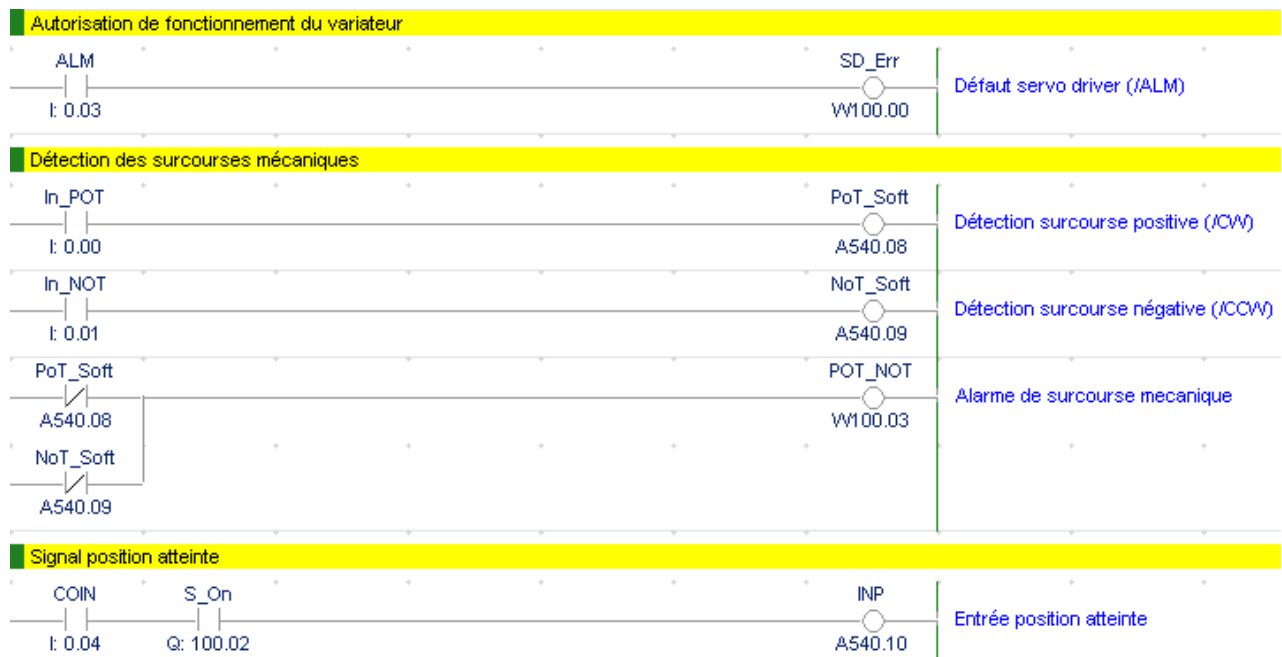 Autorisation de fonctionnement du variateur
ALM SD_Err
Défaut servo driver (/ALM)
I: 0.03 W100.00
Détection des surcourses mécaniques
In_POT PoT_Soft
Détection surcourse positive (/CW)
I: 0.00 A540.08
In_NOT NoT_Soft
Détection surcourse négative (/CCW)
I: 0.01 A540.09
PoT_Soft POT_NOT
Alarme de surcourse mecanique
A540.08 W100.03
NoT_Soft
A540.09
Signal position atteinte
COIN S_On INP
Entrée position atteinte
I: 0.04 Q: 100.02 A540.10